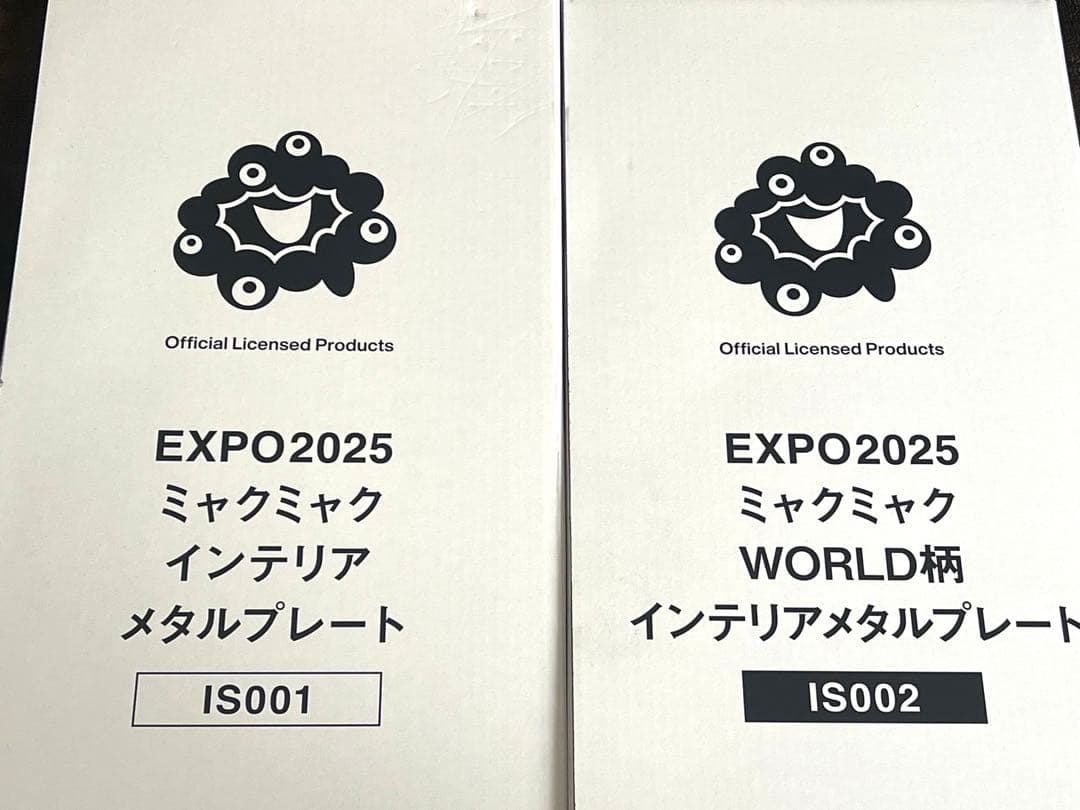 Official Licensed Products
EXPO2025
ミャクミャク
インテリア
メタルプレート
IS001
Official Licensed Products
EXPO2025
ミャクミャク
WORLD柄
インテリアメタルプレート
IS002